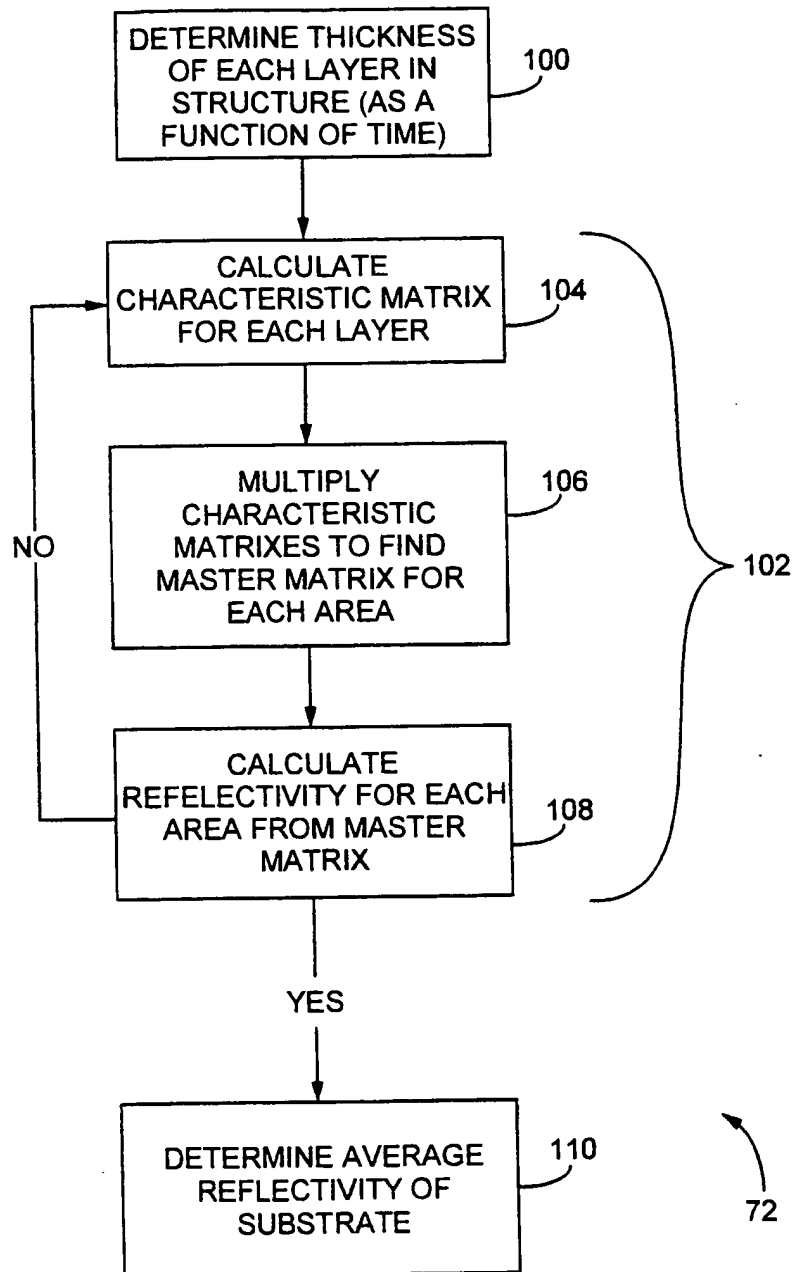 DETERMINE THICKNESS
OF EACH LAYER IN
STRUCTURE (AS A
FUNCTION OF TIME)
100
CALCULATE
CHARACTERISTIC MATRIX
FOR EACH LAYER
104
MULTIPLY
CHARACTERISTIC
MATRIXES TO FIND
MASTER MATRIX FOR
EACH AREA
106
NO
102
CALCULATE
REFELECTIVITY FOR EACH
AREA FROM MASTER
MATRIX
108
YES
DETERMINE AVERAGE
REFLECTIVITY OF
SUBSTRATE
110
72